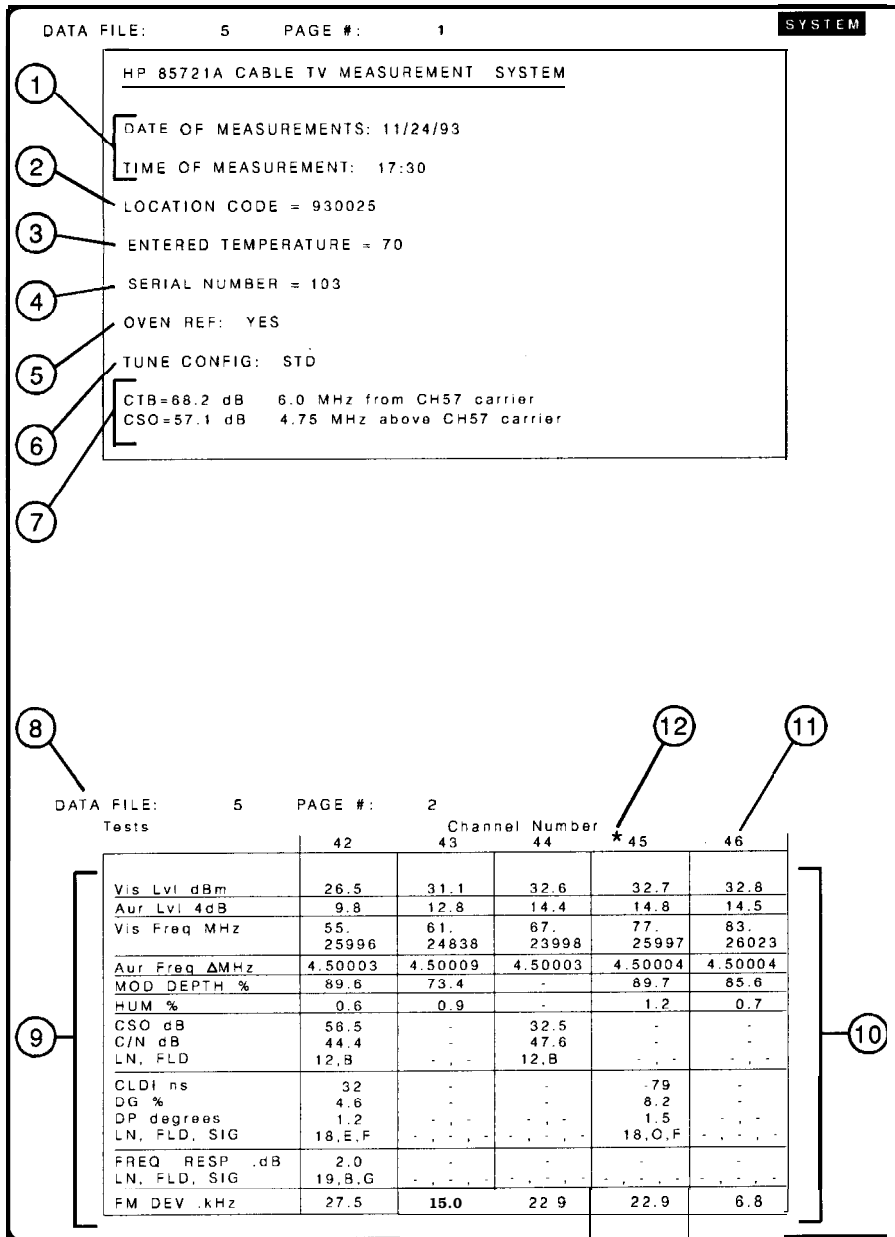 DATA FILE: 5 PAGE #: 1 SYSTEM
HP 85721A CABLE TV MEASUREMENT SYSTEM
1
DATE OF MEASUREMENTS: 11/24/93
2 TIME OF MEASUREMENT: 17:30
LOCATION CODE = 930025
3
ENTERED TEMPERATURE = 70
4 SERIAL NUMBER = 103
OVEN REF: YES
5
TUNE CONFIG: STD
CTB=68.2 dB 6.0 MHz from CH57 carrier
CSO=57.1 dB 4.75 MHz above CH57 carrier
6
7
8 12 11
DATA FILE: 5 PAGE #: 2
Tests Channel Number
42 43 44 *45 46
Vis Lvl dBm 26.5 31.1 32.6 32.7 32.8
Aur Lvl 4dB 9.8 12.8 14.4 14.8 14.5
Vis Freq MHz 55. 61. 67. 77. 83.
25996 24838 23998 25997 26023
Aur Freq ΔMHz 4.50003 4.50009 4.50003 4.50004 4.50004
MOD DEPTH % 89.6 73.4 - 89.7 85.6
HUM % 0.6 0.9 - 1.2 0.7
CSO dB 56.5 - 32.5 - -
9 C/N dB 44.4 - 47.6 - - 10
LN, FLD 12,B - , - 12,B - , - - , -
CLDI ns 32 - - -79 -
DG % 4.6 - - 8.2 -
DP degrees 1.2 - , - - , - 1.5 - , -
LN, FLD, SIG 18,E,F - , - , - - , - , - 18,O,F - , - , -
FREQ RESP .dB 2.0 - - - -
LN, FLD, SIG 19,B,G - , - , - - , - , - - , - , - - , - , -
FM DEV .kHz 27.5 15.0 22 9 22.9 6.8